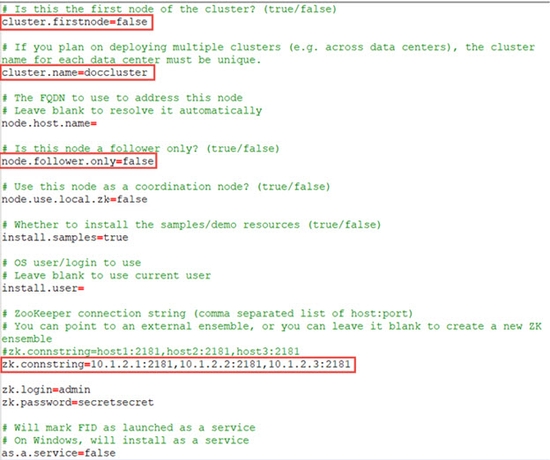 # Is this the first node of the cluster? (true/false)
cluster.firstnode=false
# If you plan on deploying multiple clusters (e.g. across data centers), the cluster
name for each data center must be unique.
cluster.name=doccluster
# The FQDN to use to address this node
# Leave blank to resolve it automatically
node.host.name=
# Is this node a follower only? (true/false)
node.follower.only=false
# Use this node as a coordination node? (true/false)
node.use.local.zk=false
# Whether to install the samples/demo resources (true/false)
install.samples=true
# OS user/login to use
# Leave blank to use current user
install.user=
# ZooKeeper connection string (comma separated list of host:port)
# You can point to an external ensemble, or you can leave it blank to create a new ZK
ensemble
#zk.connstring=host1:2181,host2:2181,host3:2181
zk.connstring=10.1.2.1:2181,10.1.2.2:2181,10.1.2.3:2181
zk.login=admin
zk.password=secretsecret
# Will mark FID as launched as a service
# On Windows, will install as a service
as.a.service=false